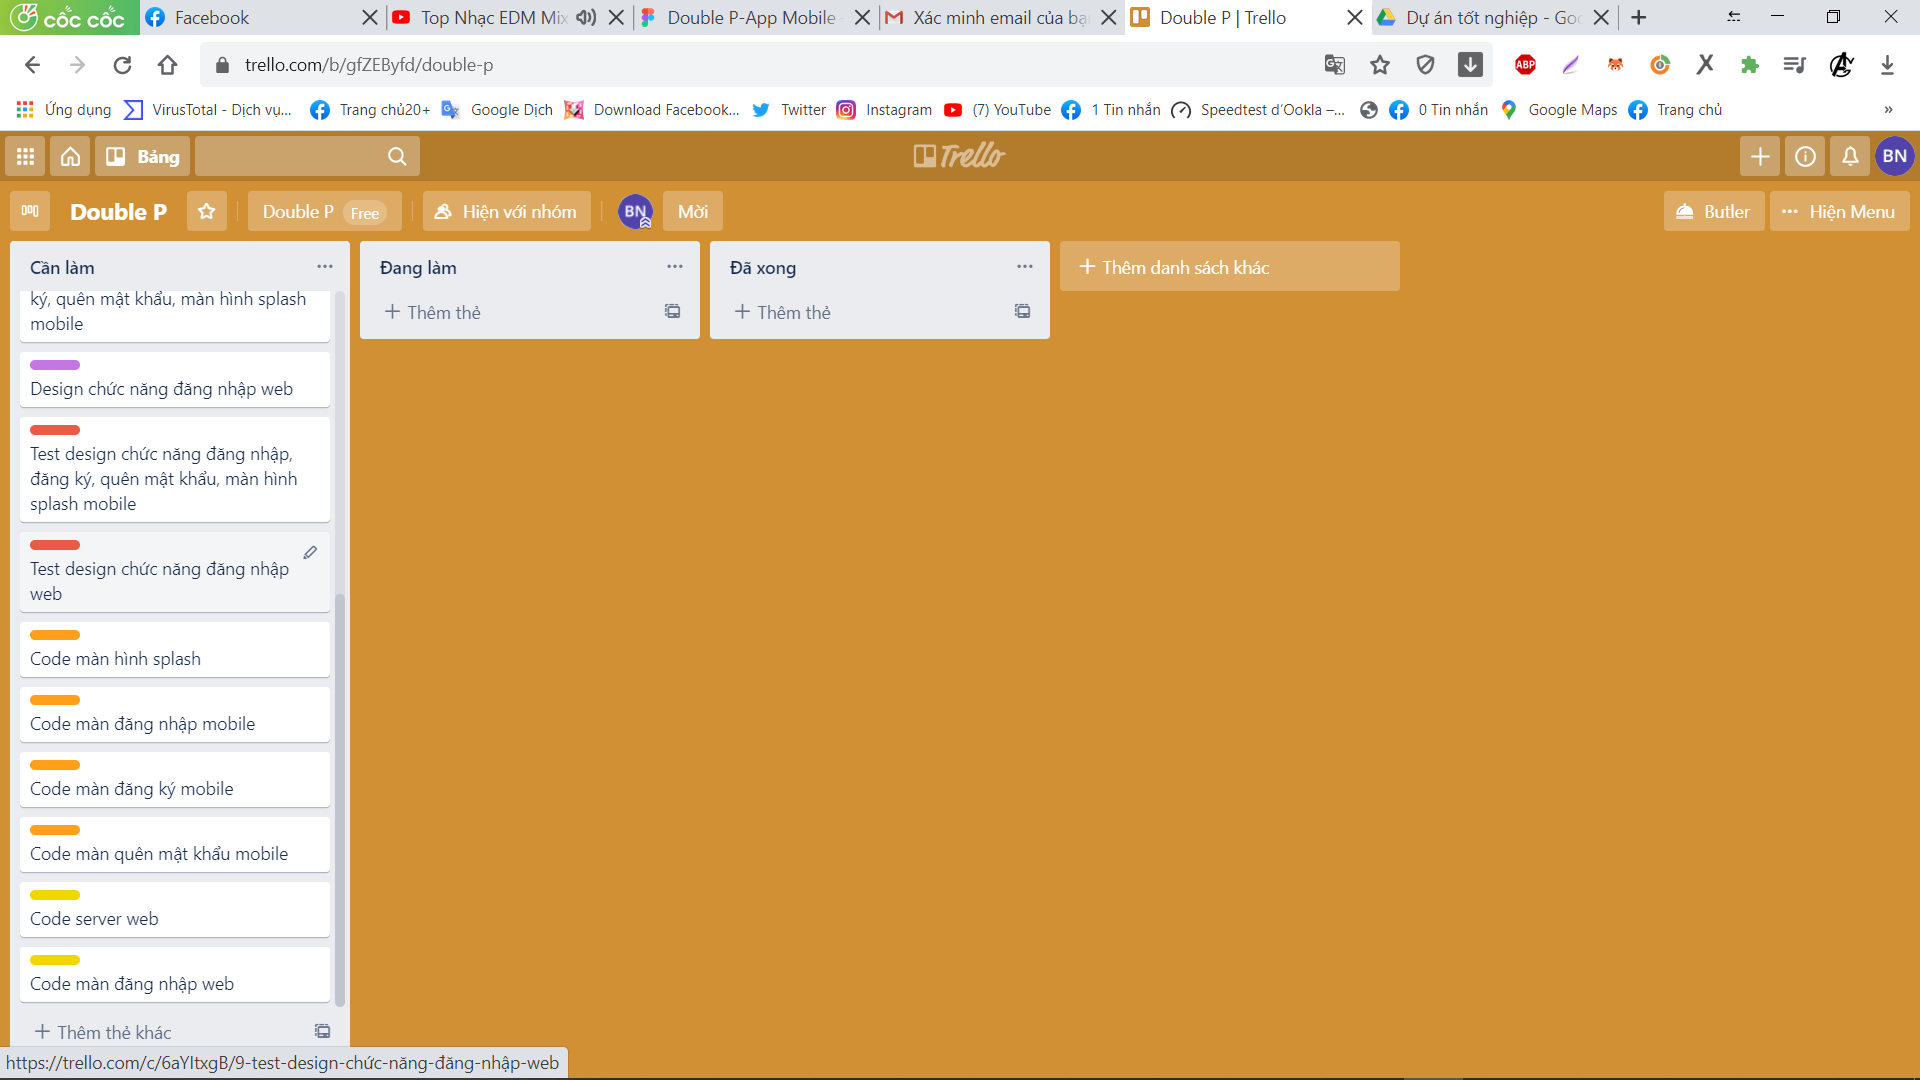 cốc cốc
Facebook
Top Nhạc EDM Mix
Double P-App Mobile
Xác minh email của bạ
Double P | Trello
Dự án tốt nghiệp - Goo
trello.com/b/gfZEByfd/double-p
ABP
Ứng dụng
VirusTotal - Dịch vụ...
Trang chủ20+
Google Dịch
Download Facebook...
Twitter
Instagram
(7) YouTube
1 Tin nhắn
Speedtest d'Ookla –...
0 Tin nhắn
Google Maps
Trang chủ
»
Bảng
Trello
BN
Double P
Double P Free
Hiện với nhóm
BN
Mời
Butler
Hiện Menu
Cần làm
ký, quên mật khẩu, màn hình splash
mobile
Design chức năng đăng nhập web
Test design chức năng đăng nhập,
đăng ký, quên mật khẩu, màn hình
splash mobile
Test design chức năng đăng nhập
web
Code màn hình splash
Code màn đăng nhập mobile
Code màn đăng ký mobile
Code màn quên mật khẩu mobile
Code server web
Code màn đăng nhập web
+ Thêm thẻ khác
Đang làm
+ Thêm thẻ
Đã xong
+ Thêm thẻ
+ Thêm danh sách khác
https://trello.com/c/6aYItxgB/9-test-design-chức-năng-đăng-nhập-web